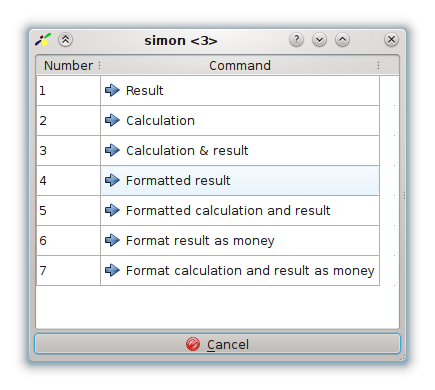 simon <3>
Number Command
1 Result
2 Calculation
3 Calculation & result
4 Formatted result
5 Formatted calculation and result
6 Format result as money
7 Format calculation and result as money
Cancel